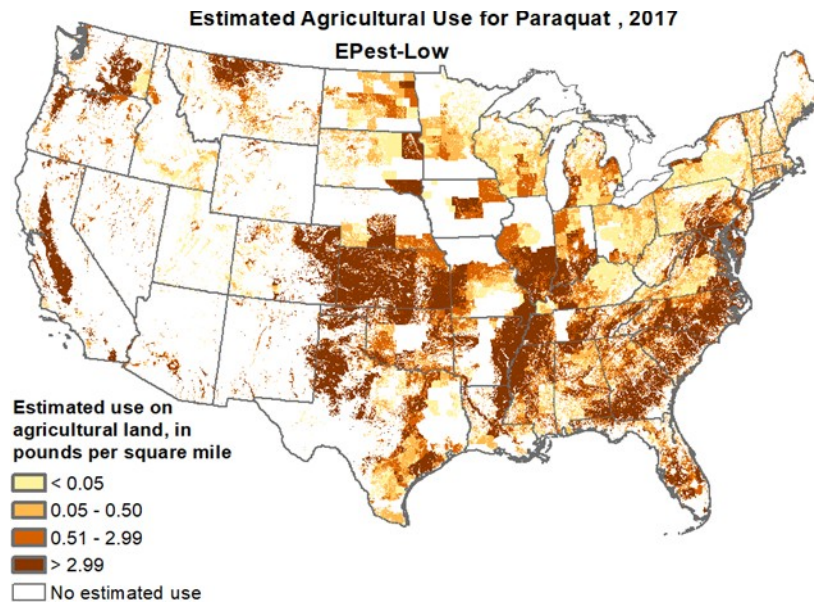 Estimated Agricultural Use for Paraquat , 2017
EPest-Low
Estimated use on
agricultural land, in
pounds per square mile
< 0.05
0.05 - 0.50
0.51 - 2.99
> 2.99
No estimated use